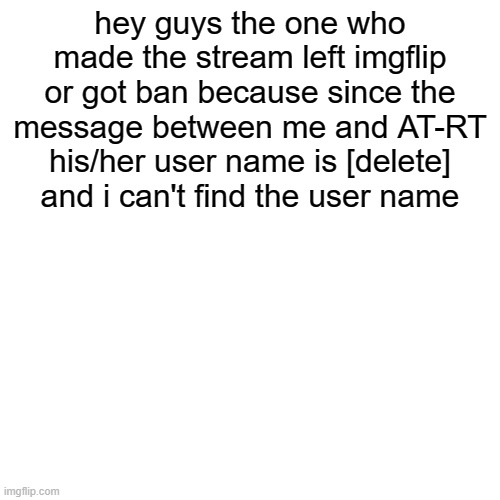 hey guys the one who
made the stream left imgflip
or got ban because since the
message between me and AT-RT
his/her user name is [delete]
and i can't find the user name
imgflip.com